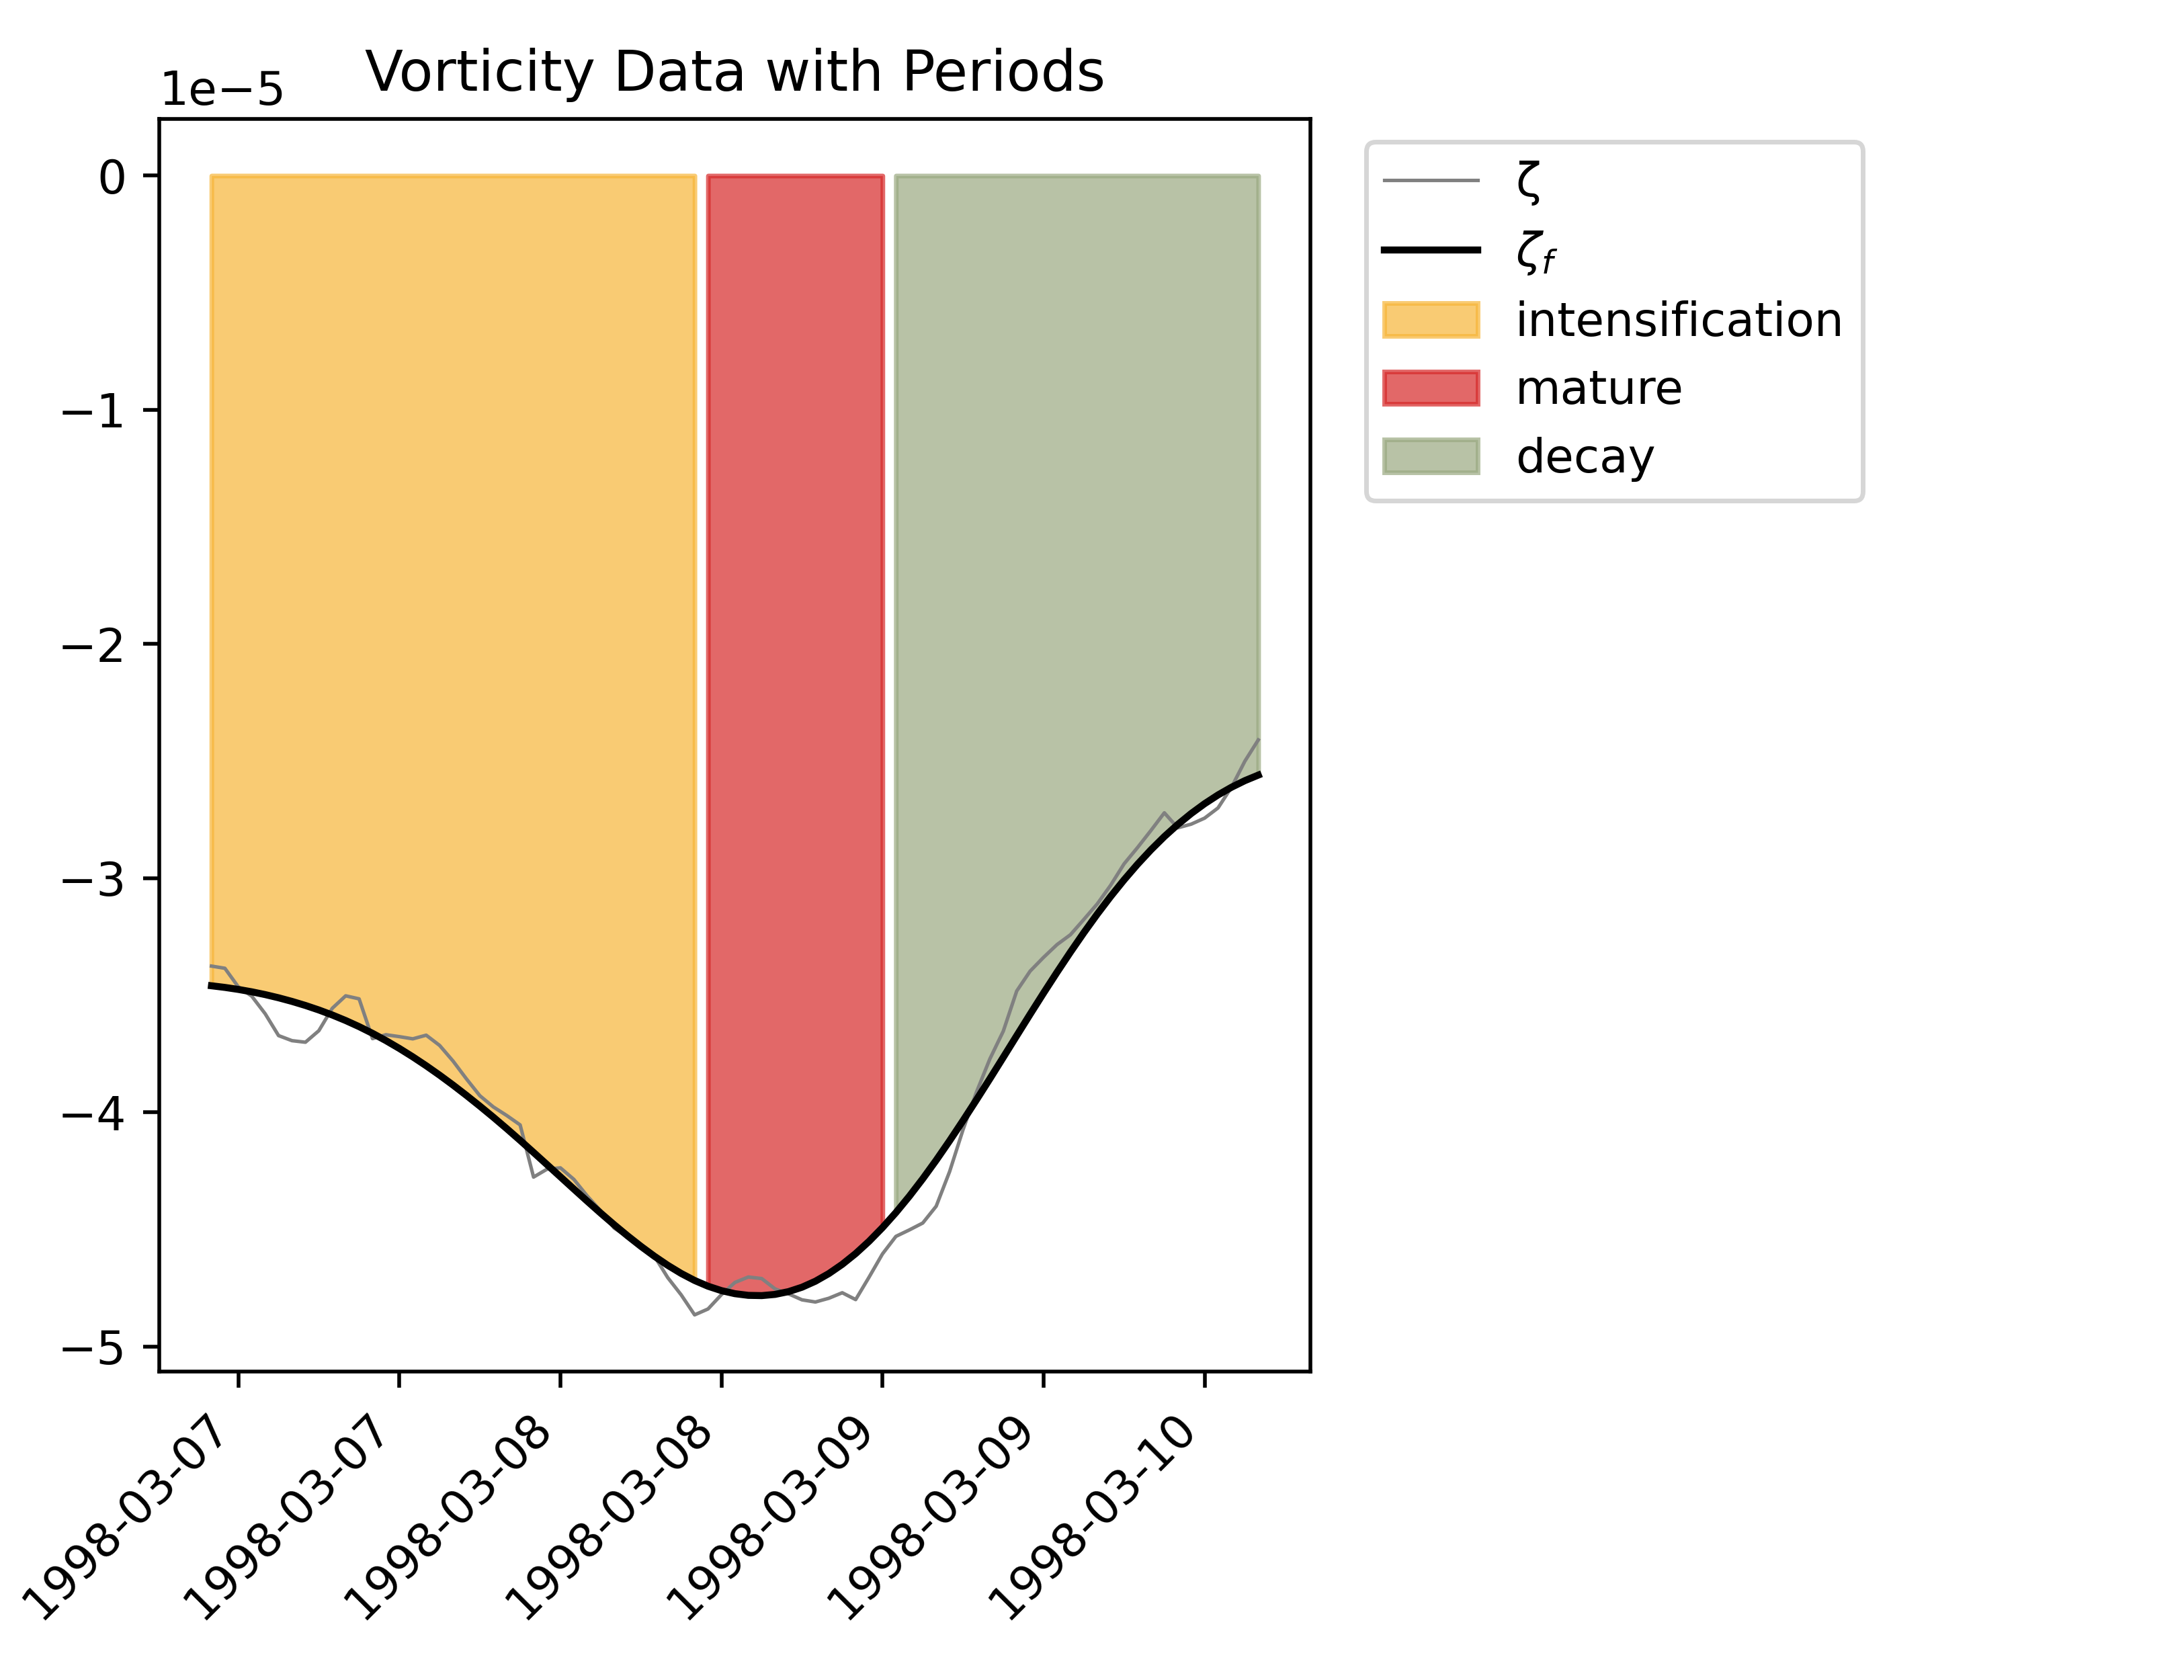 Vorticity Data with Periods
1e−5
0
−1
−2
−3
−4
−5
1998-03-07
1998-03-07
1998-03-08
1998-03-08
1998-03-09
1998-03-09
1998-03-10
ζ
ζf
intensification
mature
decay